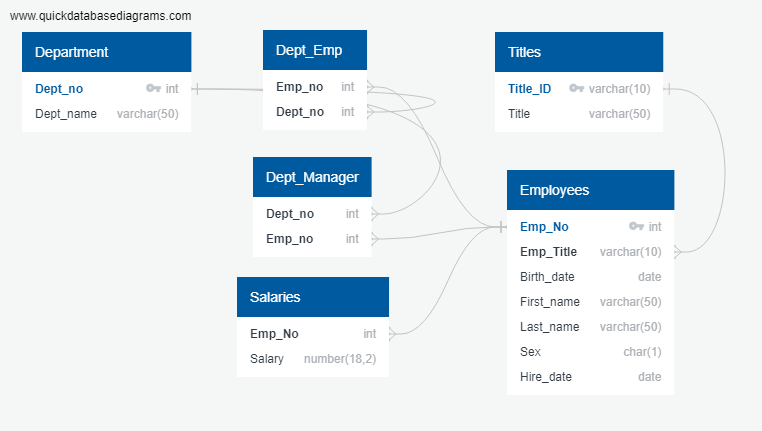 www.quickdatabasediagrams.com
Department
Dept_no int
Dept_name varchar(50)
Dept_Emp
Emp_no int
Dept_no int
Titles
Title_ID varchar(10)
Title varchar(50)
Dept_Manager
Dept_no int
Emp_no int
Employees
Emp_No int
Emp_Title varchar(10)
Birth_date date
First_name varchar(50)
Last_name varchar(50)
Sex char(1)
Hire_date date
Salaries
Emp_No int
Salary number(18,2)